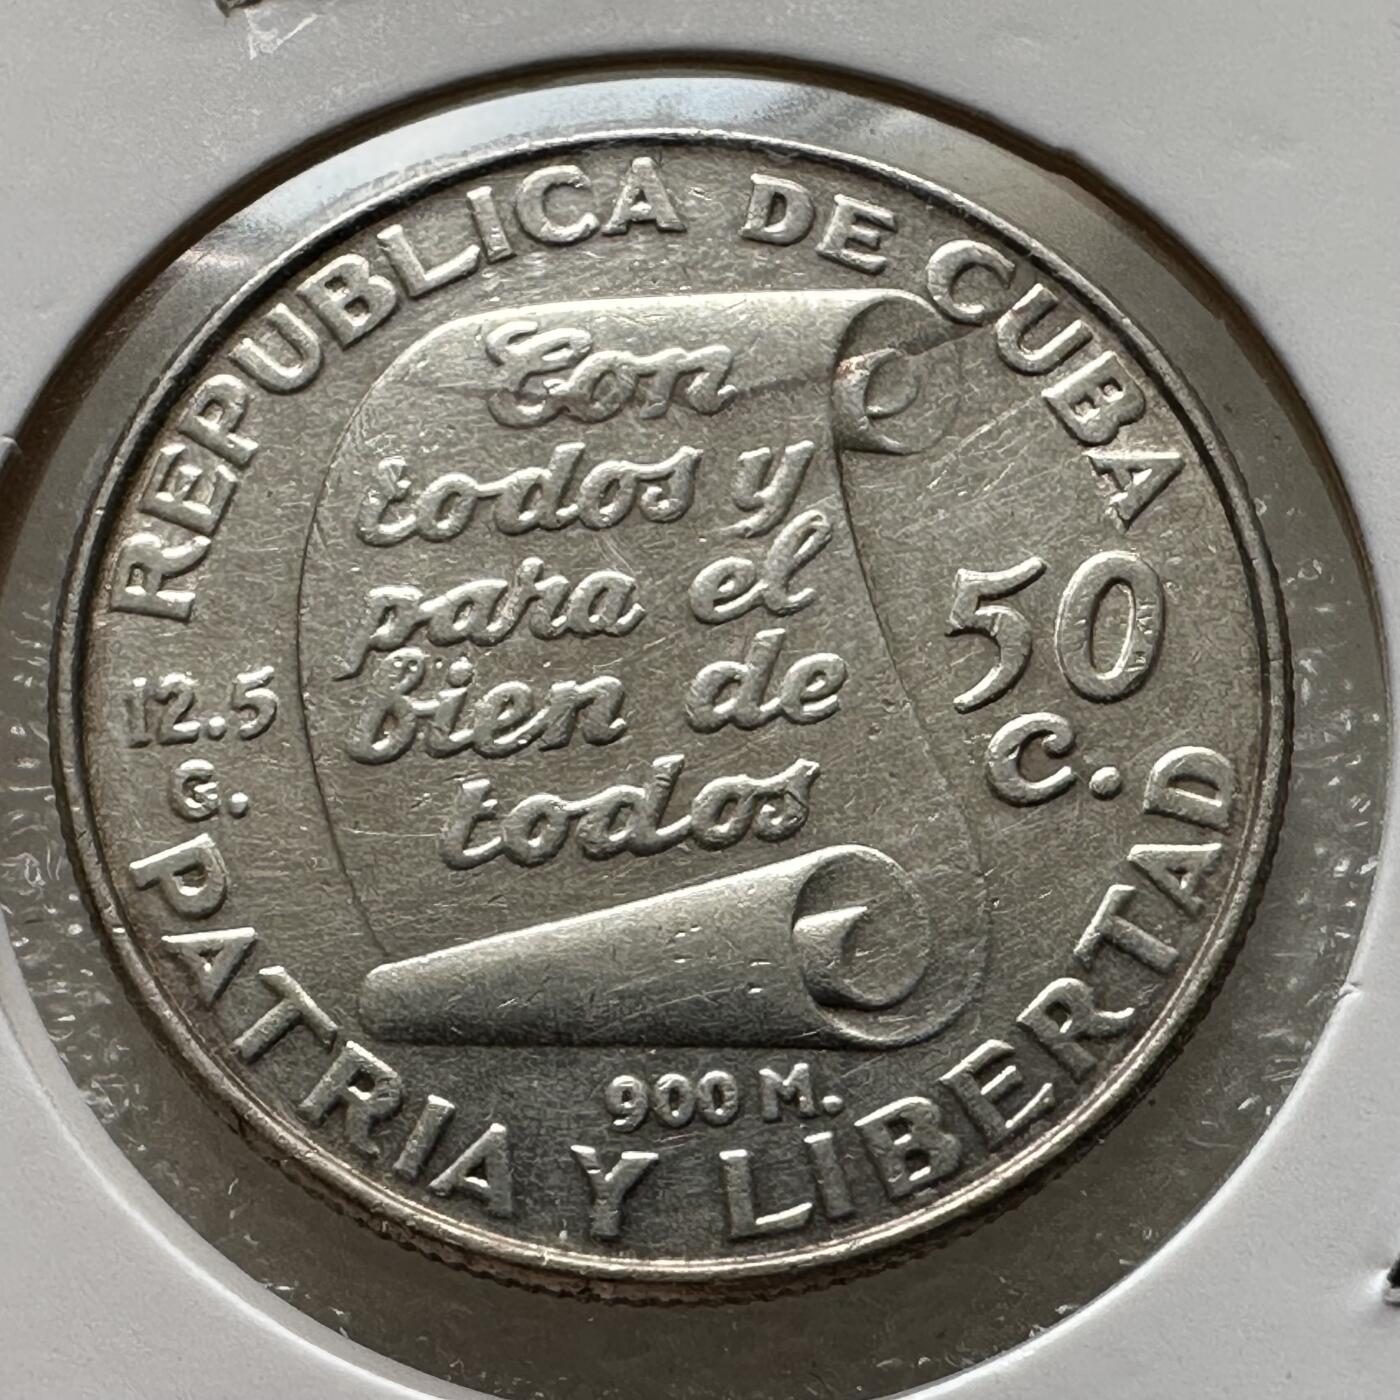 REPUBLICA DE CUBA
Con
todos y
para el
bien de
todos
12.5
G.
50
C.
900 M.
PATRIA Y LIBERTAD